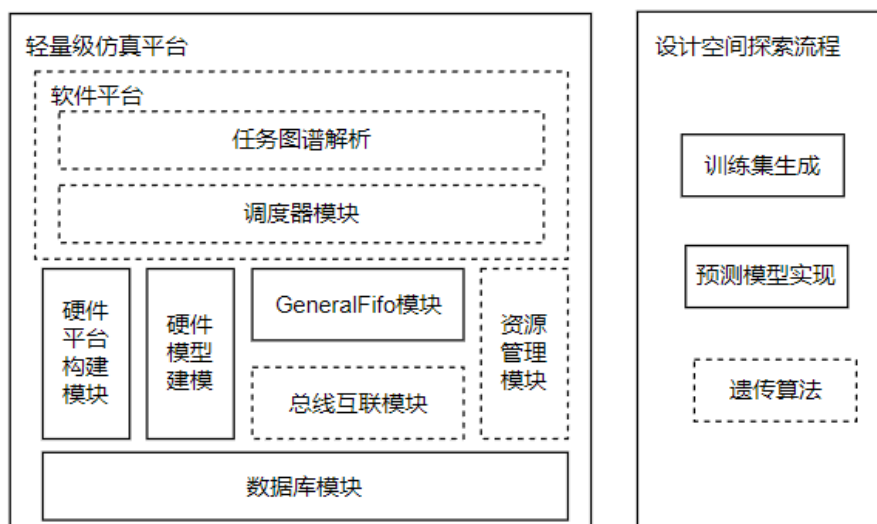 轻量级仿真平台
软件平台
任务图谱解析
调度器模块
硬件
平台
构建
模块
硬件
模型
建模
GeneralFifo模块
总线互联模块
资源
管理
模块
数据库模块
设计空间探索流程
训练集生成
预测模型实现
遗传算法